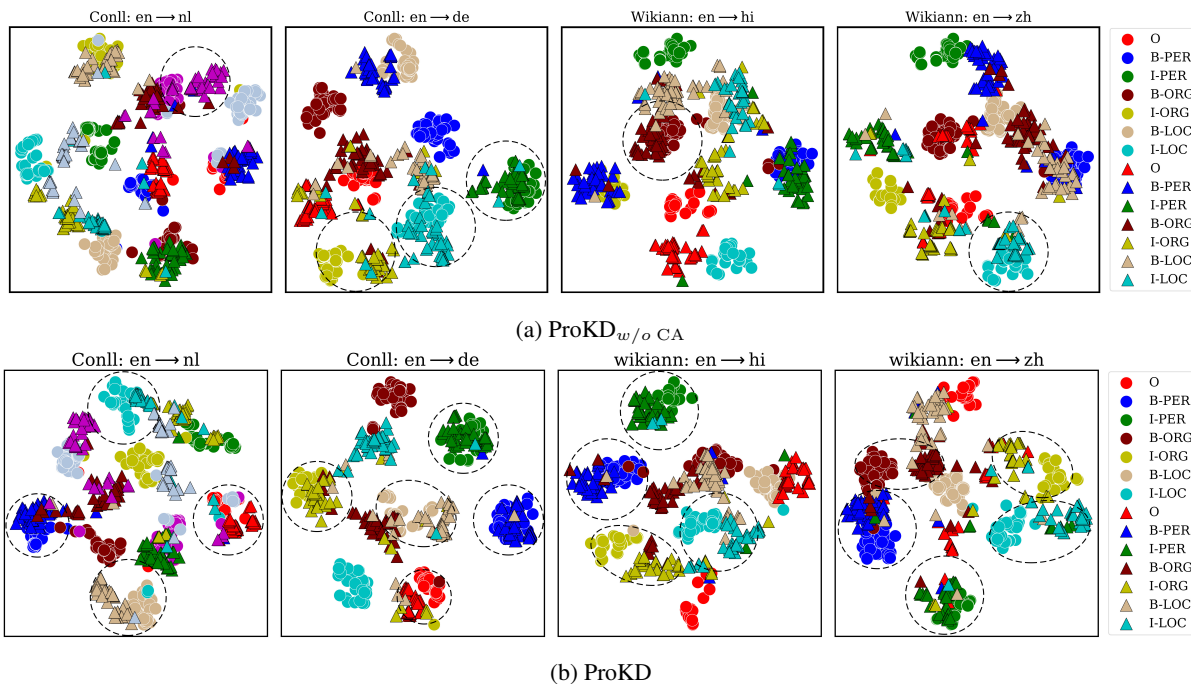 Conll: en → nl
Conll: en → de
Wikiann: en → hi
Wikiann: en → zh
O
B-PER
I-PER
B-ORG
I-ORG
B-LOC
I-LOC
O
B-PER
I-PER
B-ORG
I-ORG
B-LOC
I-LOC
(a) ProKD w/o CA
Conll: en → nl
Conll: en → de
wikiann: en → hi
wikiann: en → zh
O
B-PER
I-PER
B-ORG
I-ORG
B-LOC
I-LOC
O
B-PER
I-PER
B-ORG
I-ORG
B-LOC
I-LOC
(b) ProKD